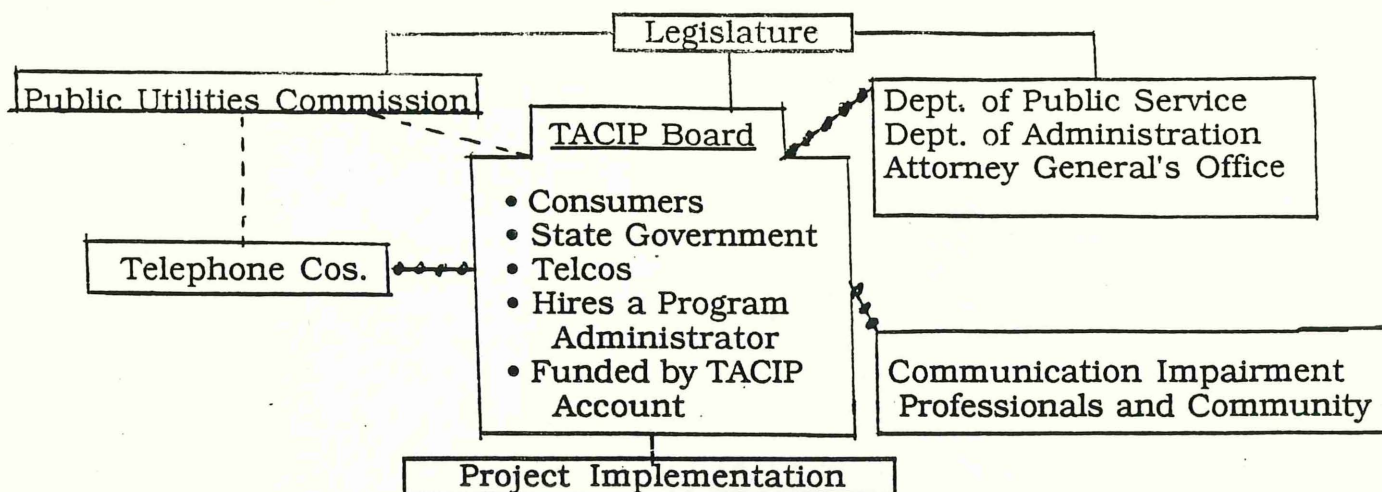 Legislature
Public Utilities Commission
TACIP Board
Dept. of Public Service
Dept. of Administration
Attorney General's Office
• Consumers
• State Government
• Telcos
• Hires a Program
Administrator
• Funded by TACIP
Account
Telephone Cos.
Communication Impairment
Professionals and Community
Project Implementation